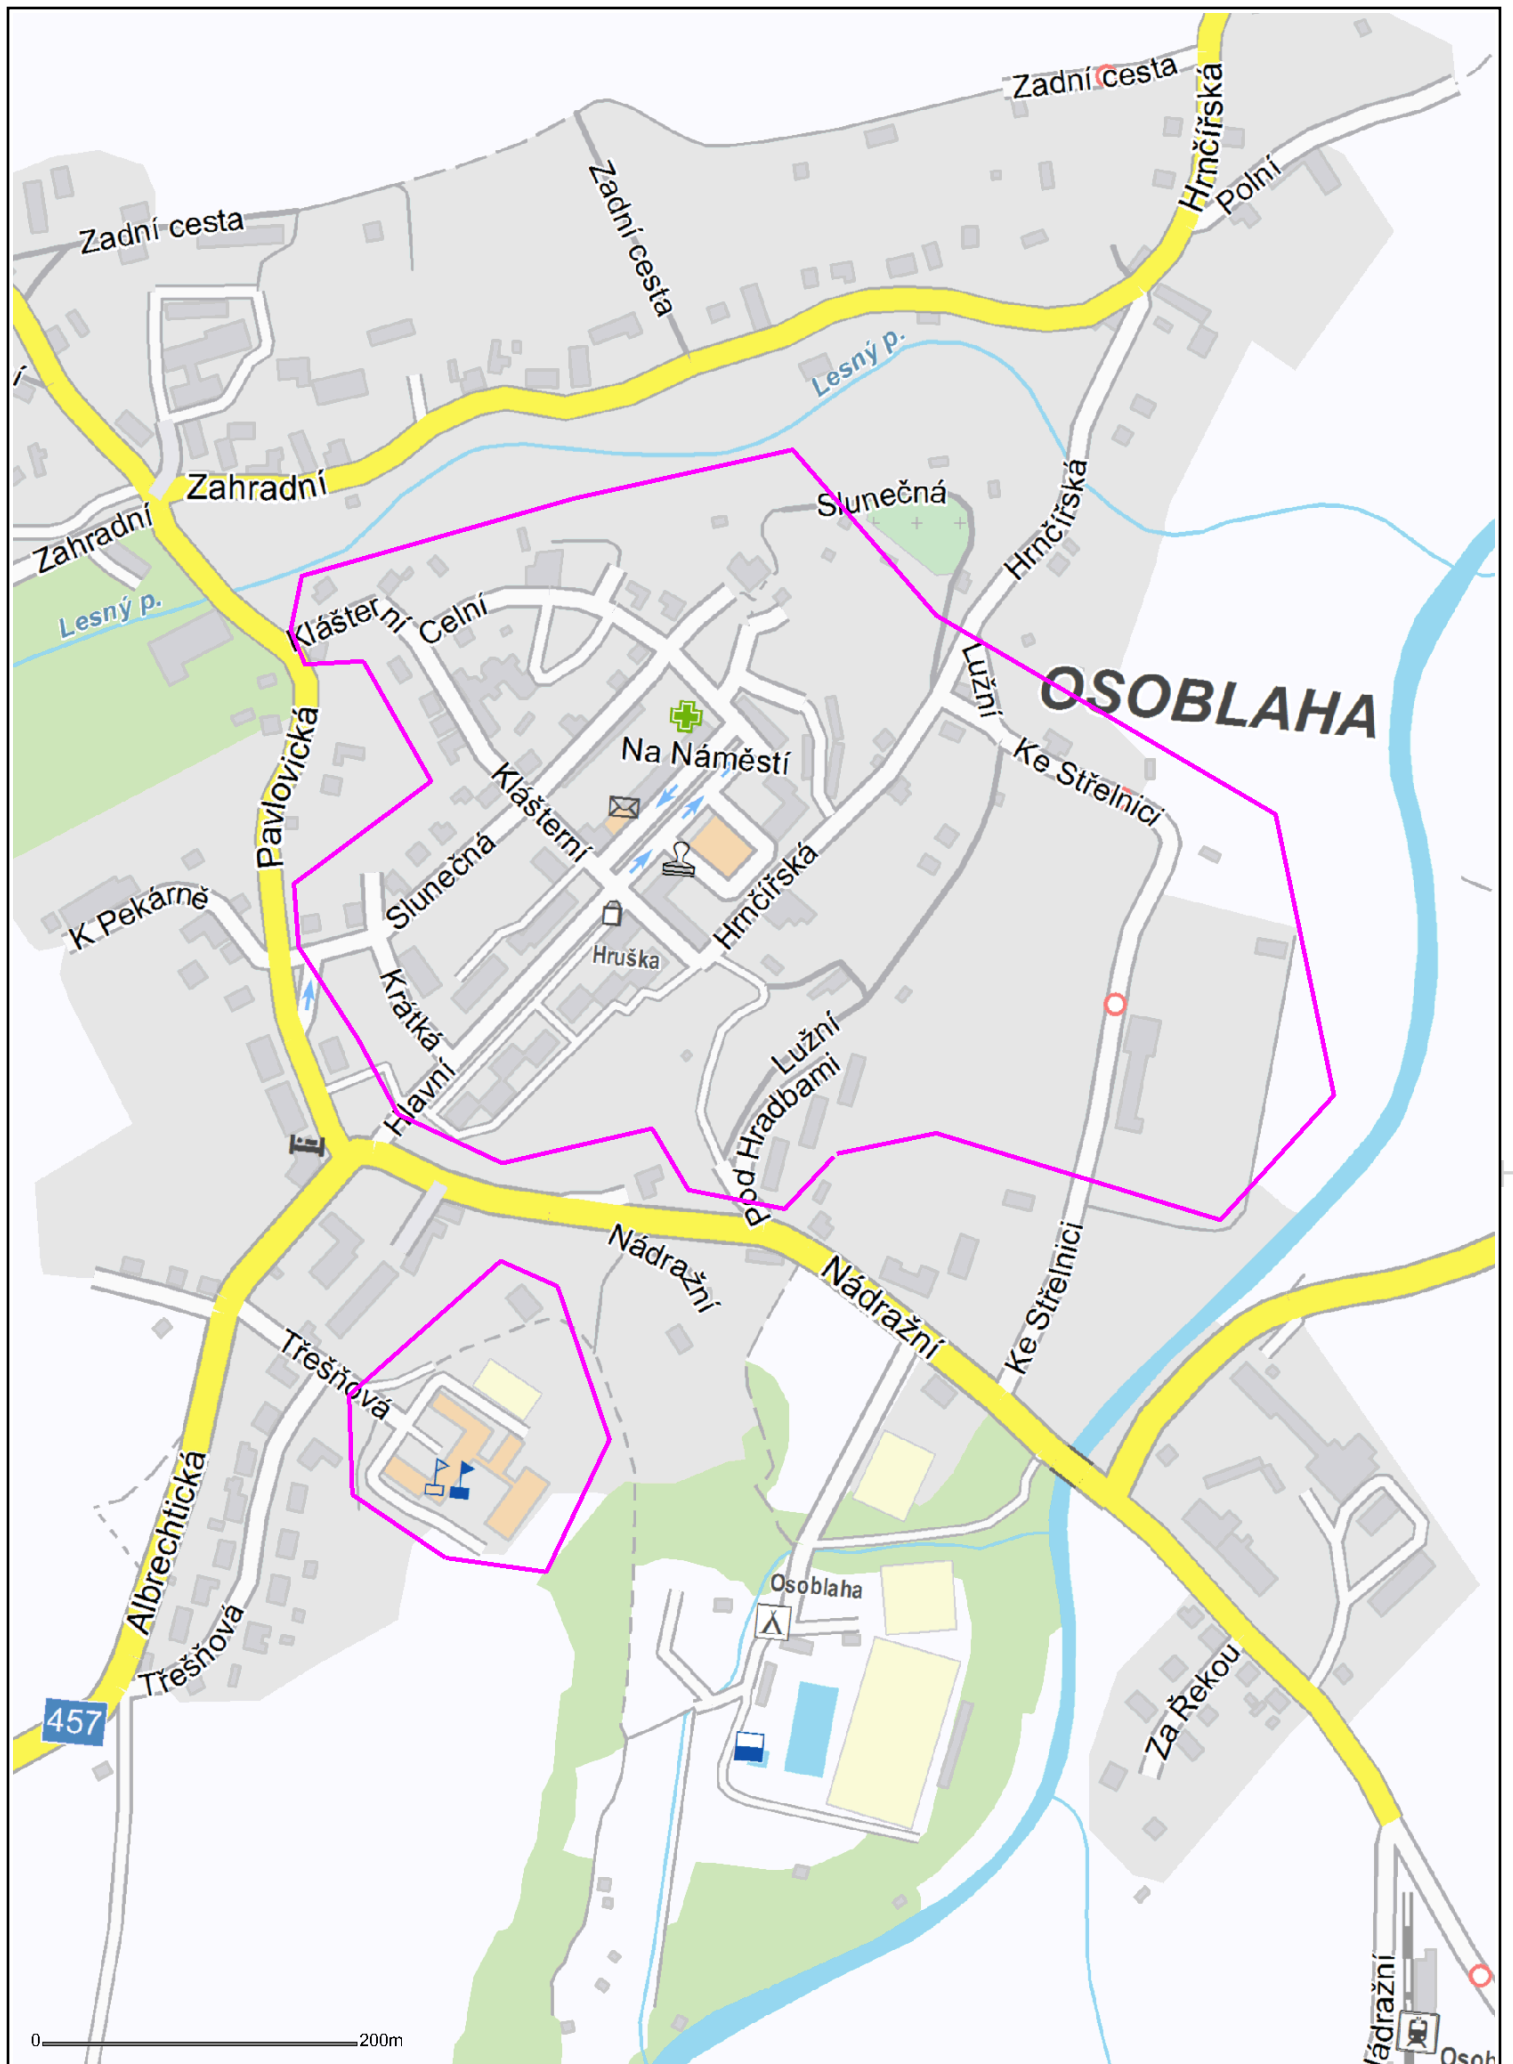 Zadní cesta
Hrnčířská
Polní
Zadní cesta
Zadní cesta
Lesný p.
Zahradní
Zahradní
Slunečná
Hrnčířská
Lesný p.
Klášterní
Celní
Lužní
OSOBLAHA
Pavlovická
Na Náměstí
Ke Střelnici
Klášterní
Slunečná
Hrnčířská
K Pekárně
Hruška
Krátká
Lužní
Hlavní
Pod Hradbami
Nádražní
Nádražní
Ke Střelnici
Třešňová
Albrechtická
Osoblaha
Třešňová
Za Řekou
457
0
200m